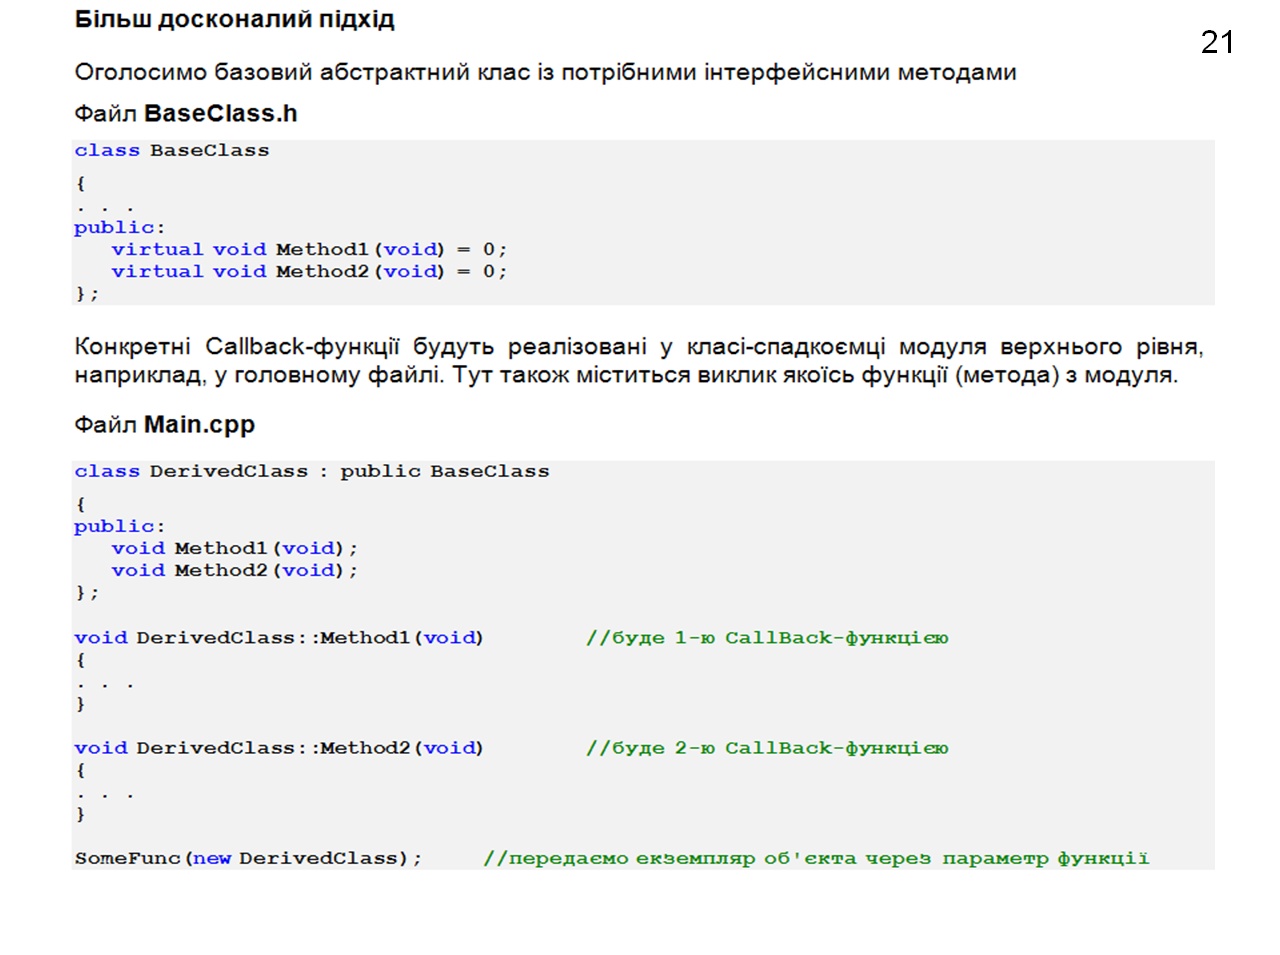 Більш досконалий підхід
21
Оголосимо базовий абстрактний клас із потрібними інтерфейсними методами
Файл BaseClass.h
class BaseClass
{
. . .
public:
virtual void Method1(void) = 0;
virtual void Method2(void) = 0;
};
Конкретні Callback-функції будуть реалізовані у класі-спадкоємці модуля верхнього рівня,
наприклад, у головному файлі. Тут також міститься виклик якоїсь функції (метода) з модуля.
Файл Main.cpp
class DerivedClass : public BaseClass
{
public:
void Method1(void);
void Method2(void);
};
void DerivedClass::Method1(void) //буде 1-ю CallBack-функцією
{
. . .
}
void DerivedClass::Method2(void) //буде 2-ю CallBack-функцією
{
. . .
}
SomeFunc(new DerivedClass); //передаємо екземпляр об'єкта через параметр функції